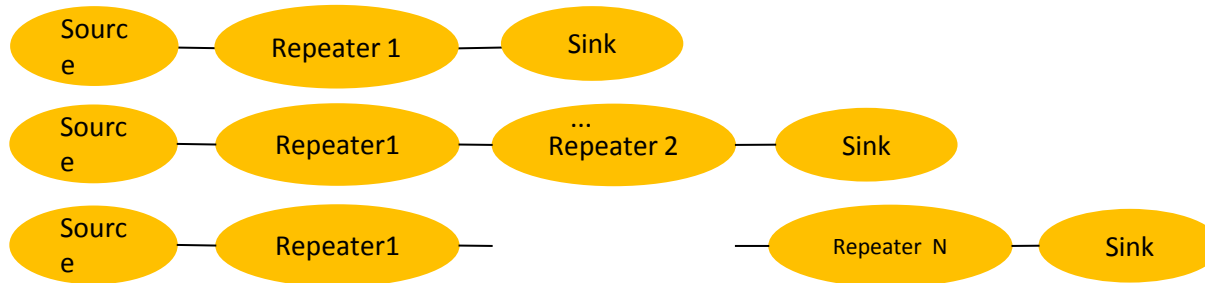 Sourc
e
Repeater 1
Sink
Sourc
e
Repeater1
...
Repeater 2
Sink
Sourc
e
Repeater1
Repeater N
Sink